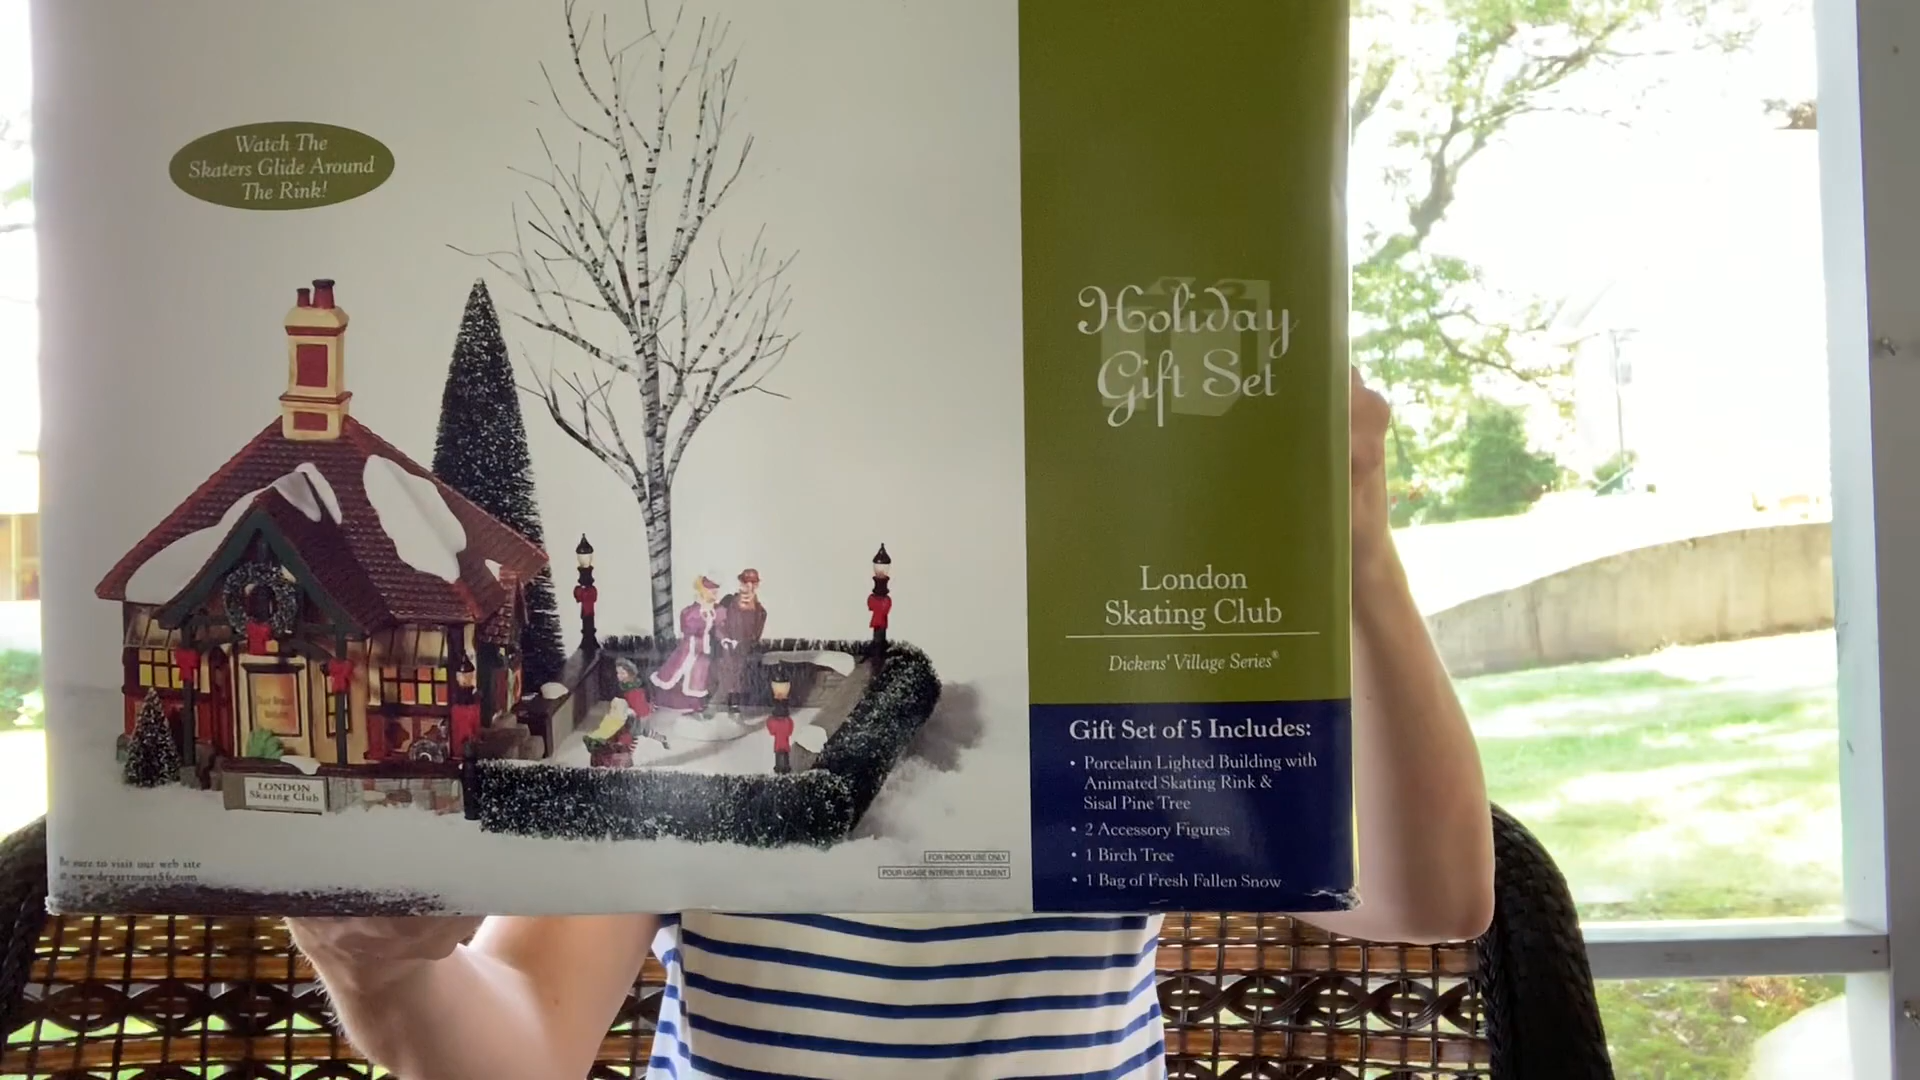 Watch The
Skaters Glide Around
The Rink!
LONDON
Skating Club
Be sure to visit our web site
at www.department56.com
FOR INDOOR USE ONLY
POUR USAGE INTERIEUR SEULEMENT
Holiday
Gift Set
London
Skating Club
Dickens' Village Series®
Gift Set of 5 Includes:
• Porcelain Lighted Building with
Animated Skating Rink &
Sisal Pine Tree
• 2 Accessory Figures
• 1 Birch Tree
• 1 Bag of Fresh Fallen Snow